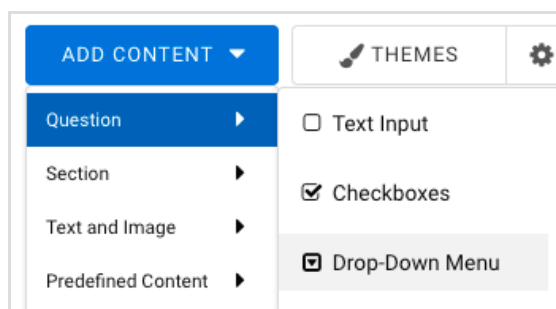 ADD CONTENT
THEMES
Question
Section
Text and Image
Predefined Content
Text Input
Checkboxes
Drop-Down Menu